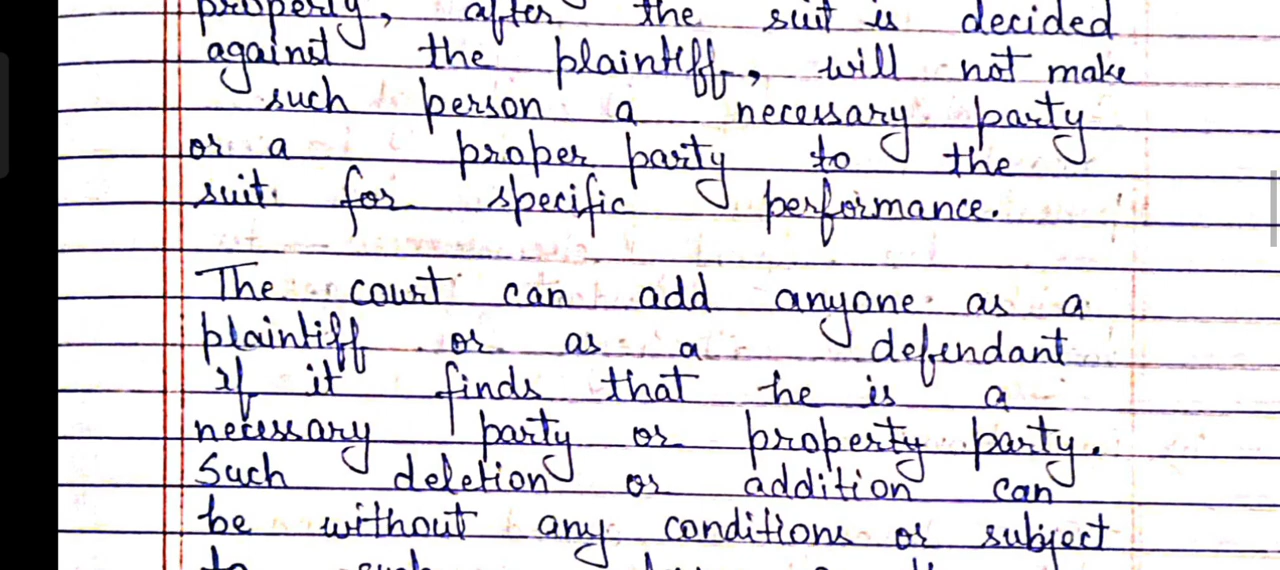 property, after the suit is decided
against the plaintiff, will not make
such person a necessary party
or a proper party to the
suit for specific performance.
The court can add anyone as a
plaintiff or as a defendant
if it finds that he is a
necessary party or property party.
Such deletion or addition can
be without any conditions or subject
to such